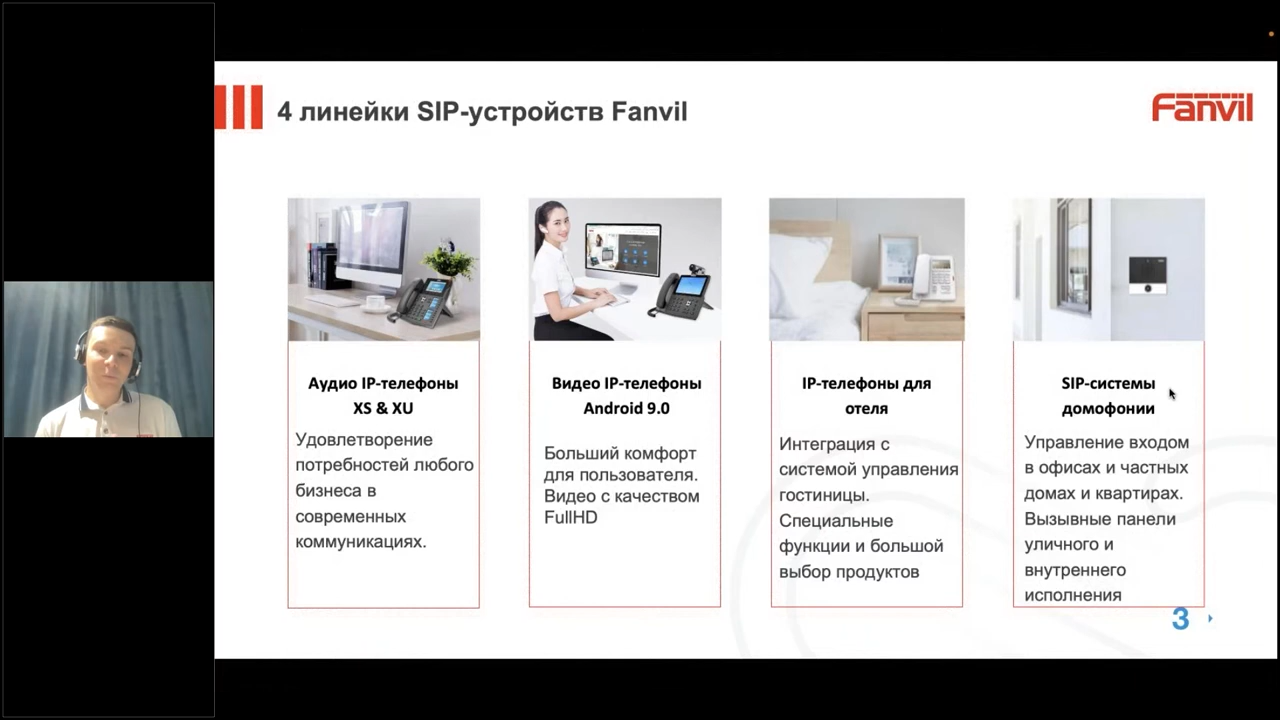 4 линейки SIP-устройств Fanvil
Fanvil
Аудио IP-телефоны
XS & XU
Удовлетворение
потребностей любого
бизнеса в
современных
коммуникациях.
Видео IP-телефоны
Android 9.0
Больший комфорт
для пользователя.
Видео с качеством
FullHD
IP-телефоны для
отеля
Интеграция с
системой управления
гостиницы.
Специальные
функции и большой
выбор продуктов
SIP-системы
домофонии
Управление входом
в офисах и частных
домах и квартирах.
Вызывные панели
уличного и
внутреннего
исполнения
3